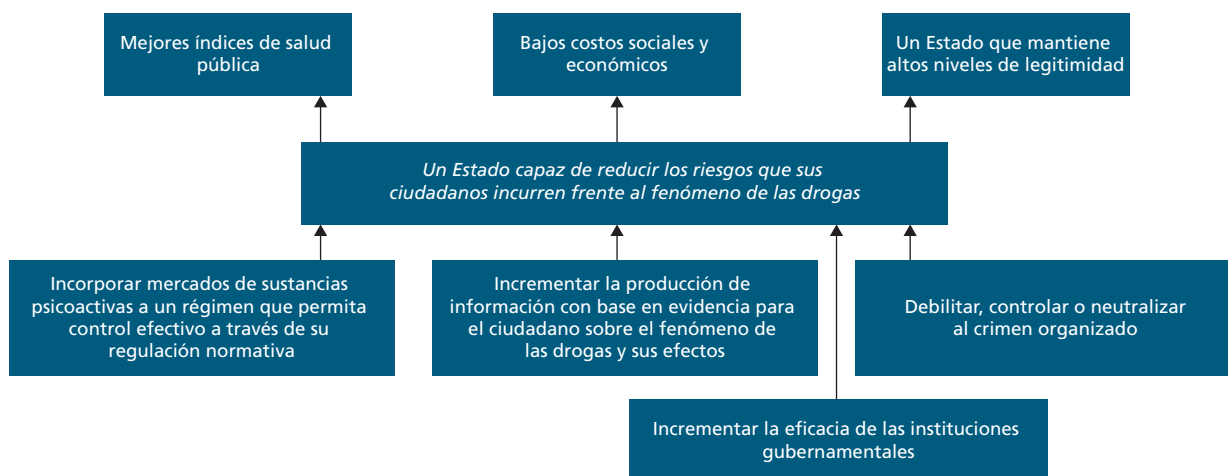 Mejores índices de salud
pública
Bajos costos sociales y
económicos
Un Estado que mantiene
altos niveles de legitimidad
Un Estado capaz de reducir los riesgos que sus
ciudadanos incurren frente al fenómeno de las drogas
Incorporar mercados de sustancias
psicoactivas a un régimen que permita
control efectivo a través de su
regulación normativa
Incrementar la producción de
información con base en evidencia para
el ciudadano sobre el fenómeno de
las drogas y sus efectos
Debilitar, controlar o neutralizar
al crimen organizado
Incrementar la eficacia de las instituciones
gubernamentales